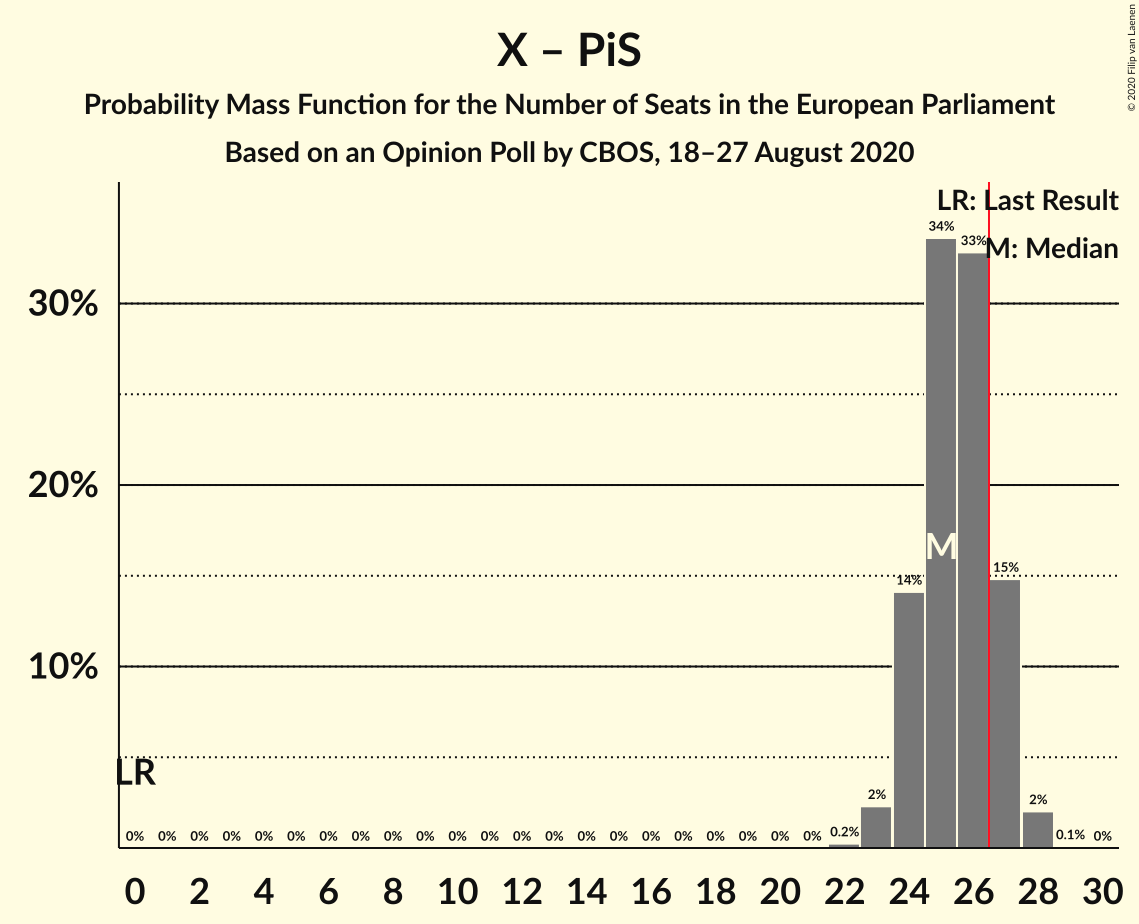 X – PiS
Probability Mass Function for the Number of Seats in the European Parliament
Based on an Opinion Poll by CBOS, 18–27 August 2020
© 2020 Filip van Laenen
LR: Last Result
M: Median
34%
33%
30%
20%
M
14%
15%
10%
LR
0% 0% 0% 0% 0% 0% 0% 0% 0% 0% 0% 0% 0% 0% 0% 0% 0% 0% 0% 0% 0% 0% 0.2% 2% 2% 0.1% 0%
0 2 4 6 8 10 12 14 16 18 20 22 24 26 28 30